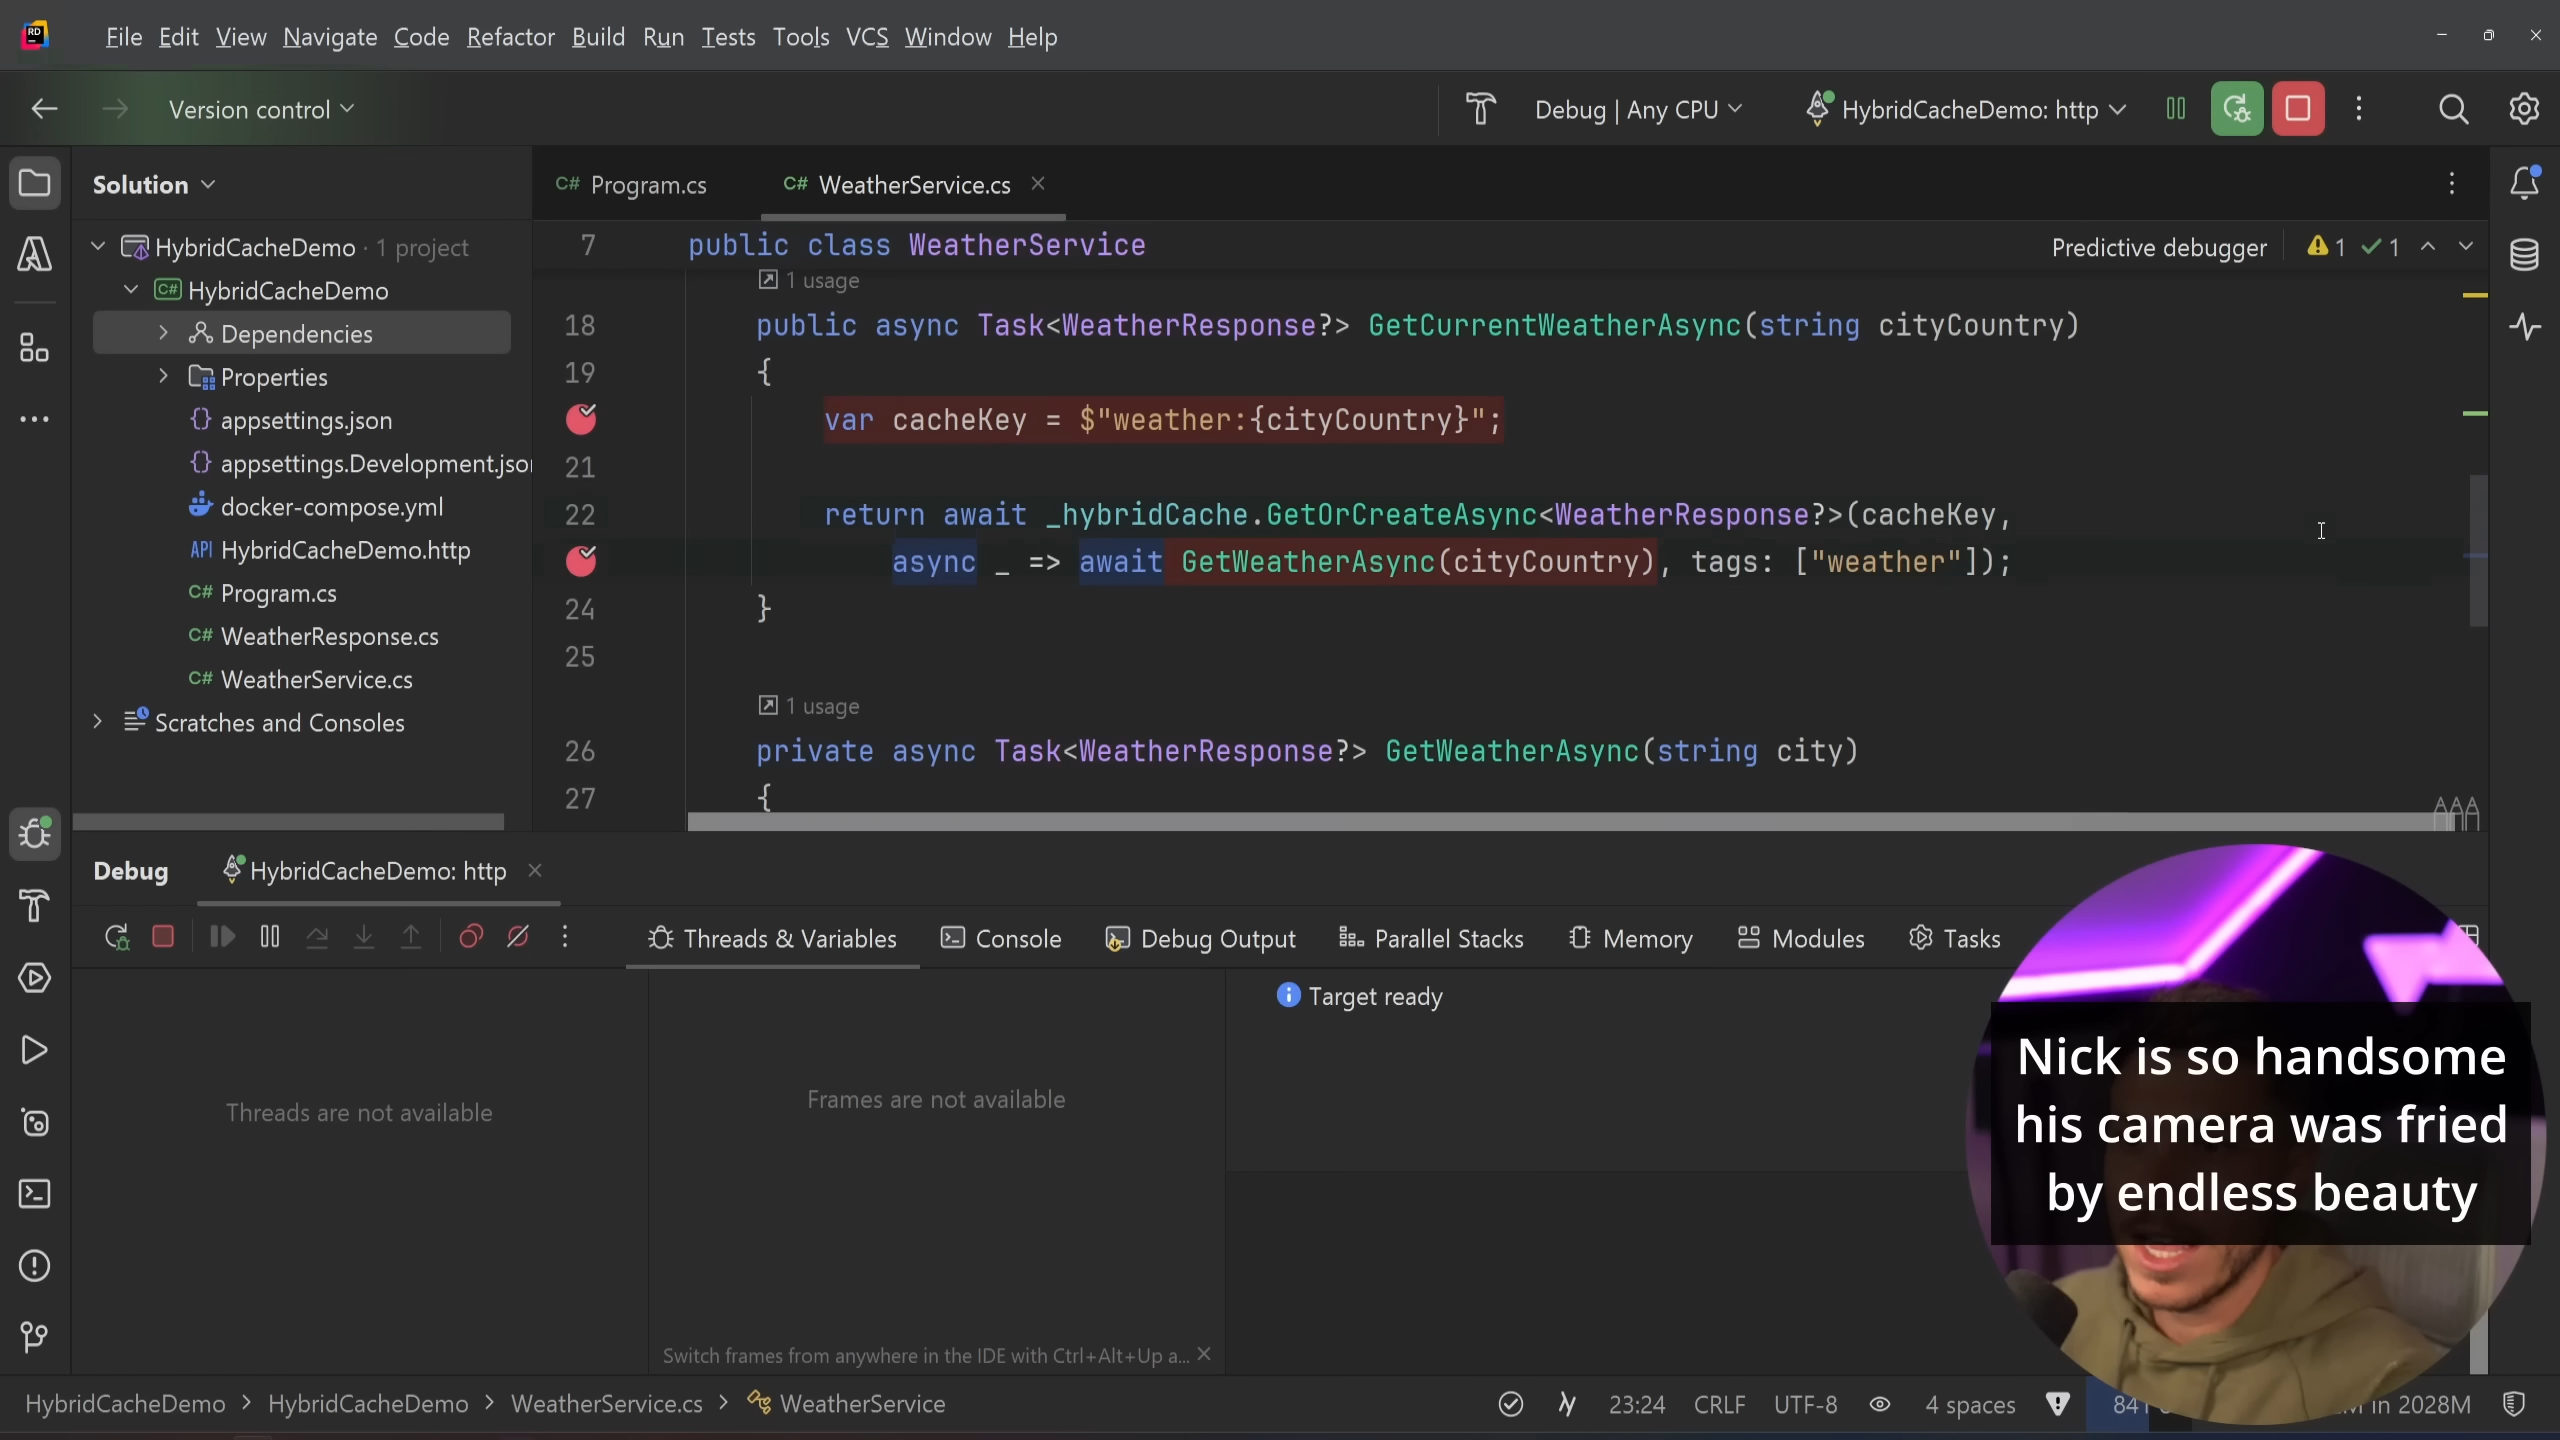 File Edit View Navigate Code Refactor Build Run Tests Tools VCS Window Help
Version control
Debug | Any CPU
HybridCacheDemo: http
Solution
HybridCacheDemo · 1 project
HybridCacheDemo
Dependencies
Properties
appsettings.json
appsettings.Development.jso
docker-compose.yml
API HybridCacheDemo.http
C# Program.cs
C# WeatherResponse.cs
C# WeatherService.cs
Scratches and Consoles
C# Program.cs
C# WeatherService.cs
7 public class WeatherService
Predictive debugger 1 1
1 usage
18 public async Task<WeatherResponse?> GetCurrentWeatherAsync(string cityCountry)
19 {
var cacheKey = $"weather:{cityCountry}";
21
22 return await _hybridCache.GetOrCreateAsync<WeatherResponse?>(cacheKey,
async _ => await GetWeatherAsync(cityCountry), tags: ["weather"]);
24 }
25
1 usage
26 private async Task<WeatherResponse?> GetWeatherAsync(string city)
27 {
Debug HybridCacheDemo: http
Threads & Variables Console Debug Output Parallel Stacks Memory Modules Tasks
Threads are not available
Frames are not available
Target ready
Switch frames from anywhere in the IDE with Ctrl+Alt+Up a...
Nick is so handsome
his camera was fried
by endless beauty
HybridCacheDemo > HybridCacheDemo > WeatherService.cs > WeatherService
23:24 CRLF UTF-8 4 spaces in 2028M